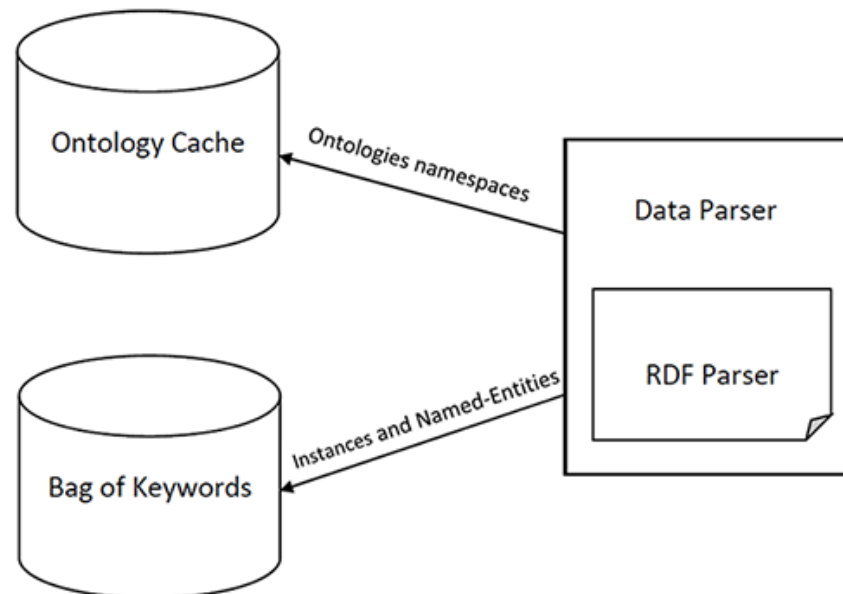 Ontology Cache
Ontologies namespaces
Data Parser
RDF Parser
Instances and Named-Entities
Bag of Keywords